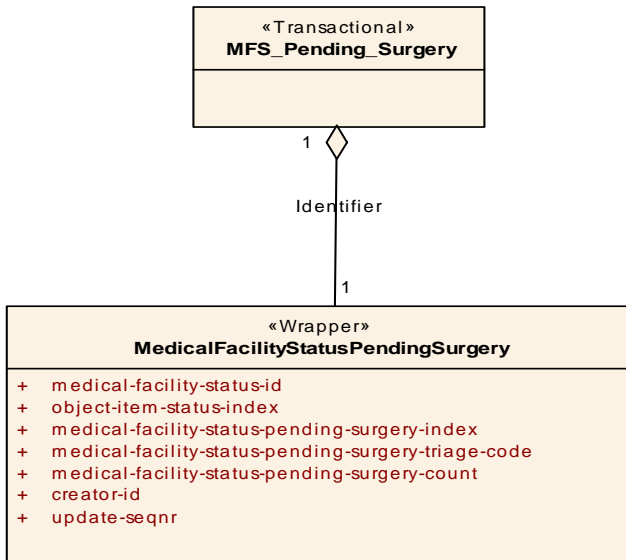 «Transactional»
MFS_Pending_Surgery
1
Identifier
1
«Wrapper»
MedicalFacilityStatusPendingSurgery
+ medical-facility-status-id
+ object-item-status-index
+ medical-facility-status-pending-surgery-index
+ medical-facility-status-pending-surgery-triage-code
+ medical-facility-status-pending-surgery-count
+ creator-id
+ update-seqnr